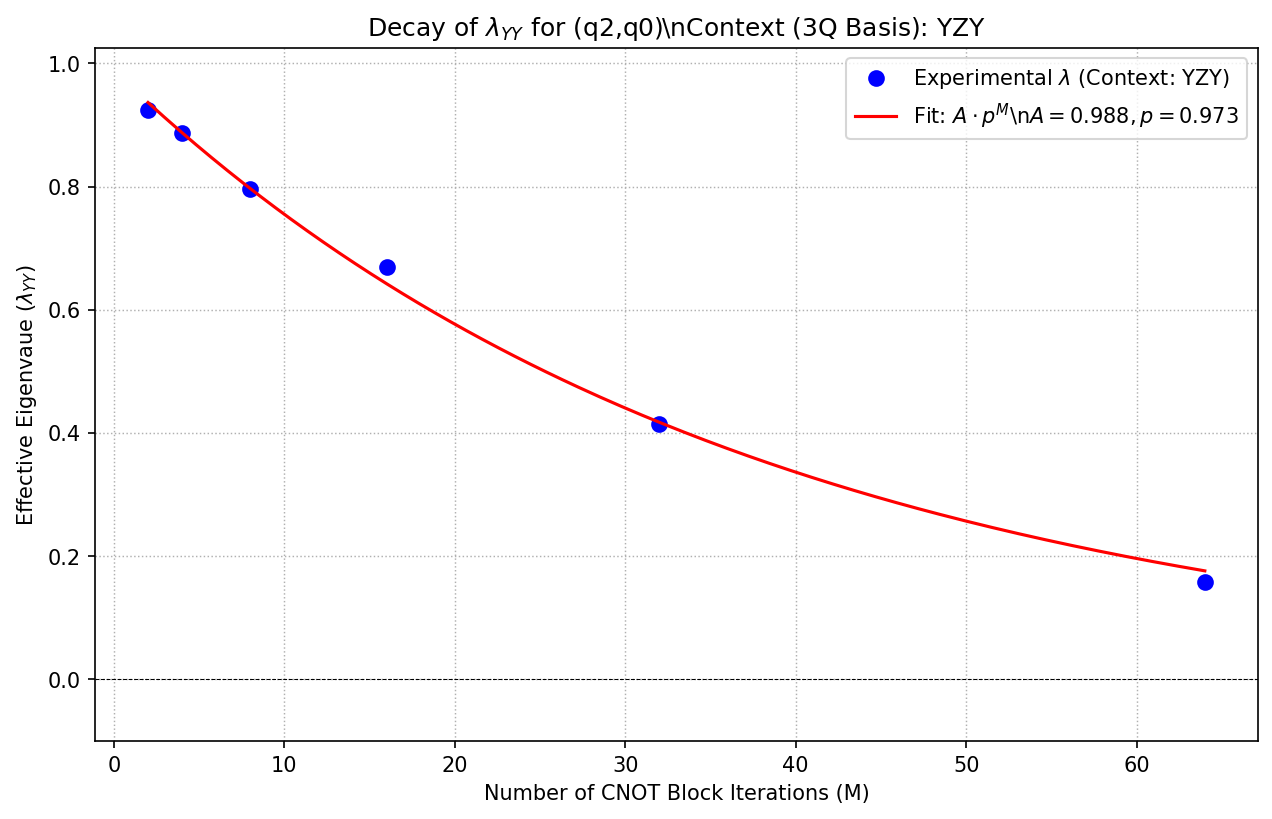 Decay of λ_YY for (q2,q0)\nContext (3Q Basis): YZY
Experimental λ (Context: YZY)
Fit: A · p^M\nA = 0.988, p = 0.973
Effective Eigenvaue (λ_YY)
1.0
0.8
0.6
0.4
0.2
0.0
0 10 20 30 40 50 60
Number of CNOT Block Iterations (M)